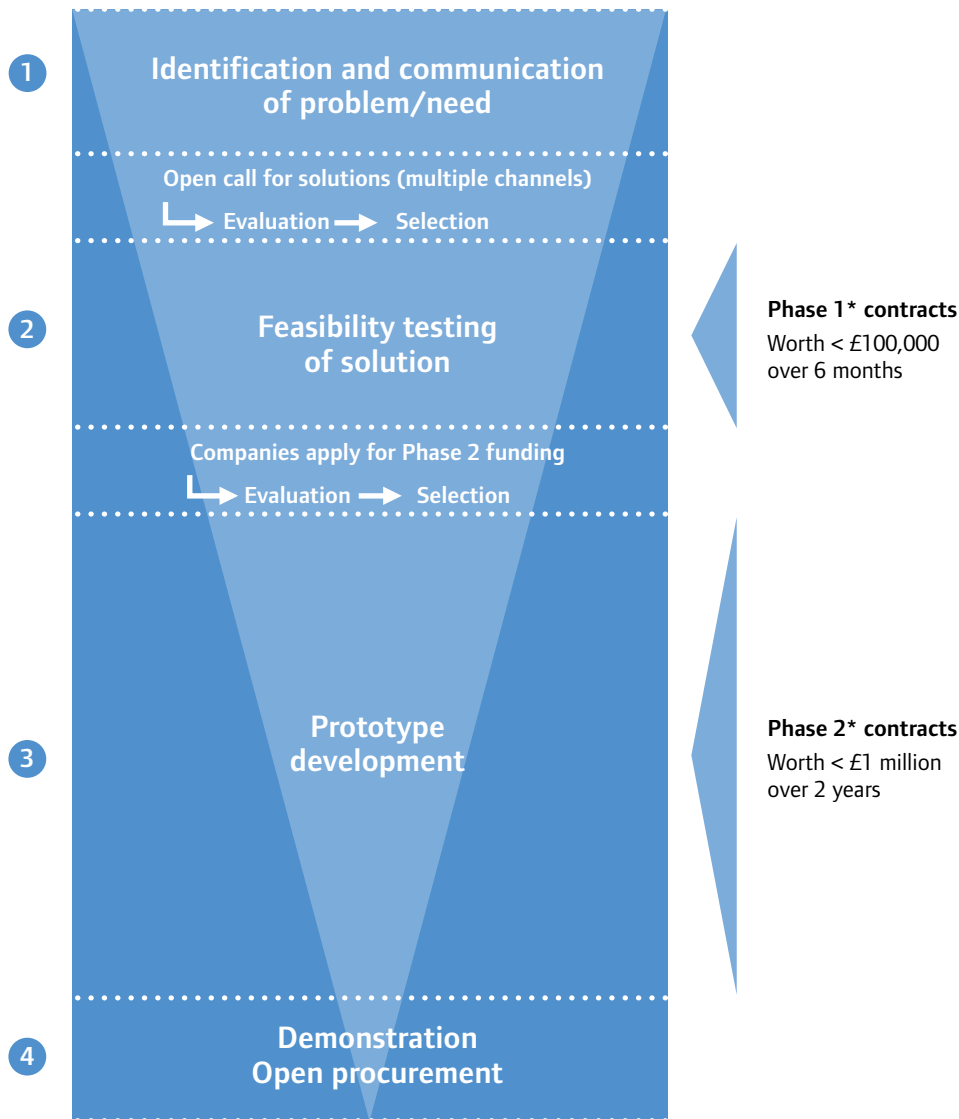 1
Identification and communication
of problem/need
Open call for solutions (multiple channels)
Evaluation Selection
2
Feasibility testing
of solution
Phase 1* contracts
Worth < £100,000
over 6 months
Companies apply for Phase 2 funding
Evaluation Selection
3
Prototype
development
Phase 2* contracts
Worth < £1 million
over 2 years
4
Demonstration
Open procurement